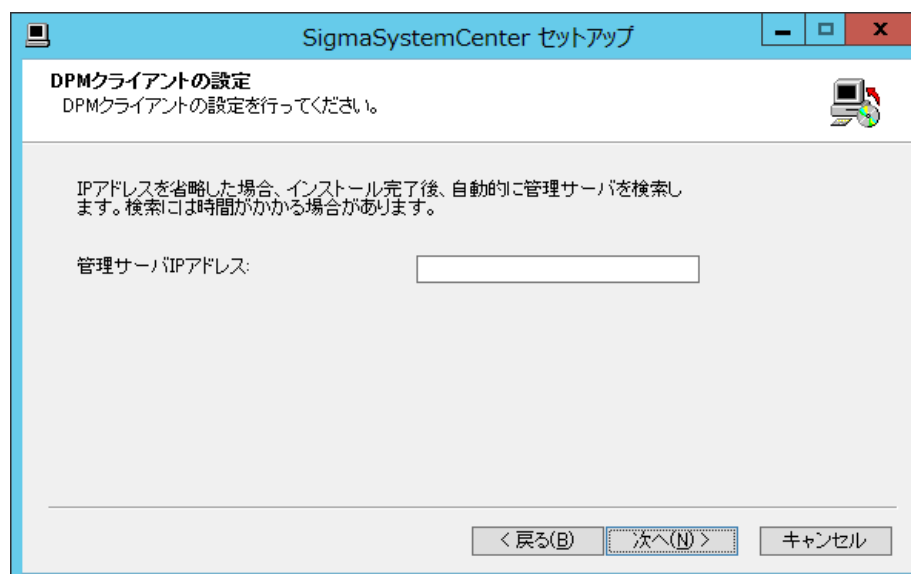 SigmaSystemCenter セットアップ
DPMクライアントの設定
DPMクライアントの設定を行ってください。
IPアドレスを省略した場合、インストール完了後、自動的に管理サーバを検索し
ます。検索には時間がかかる場合があります。
管理サーバIPアドレス:
< 戻る(B)
次へ(N) >
キャンセル